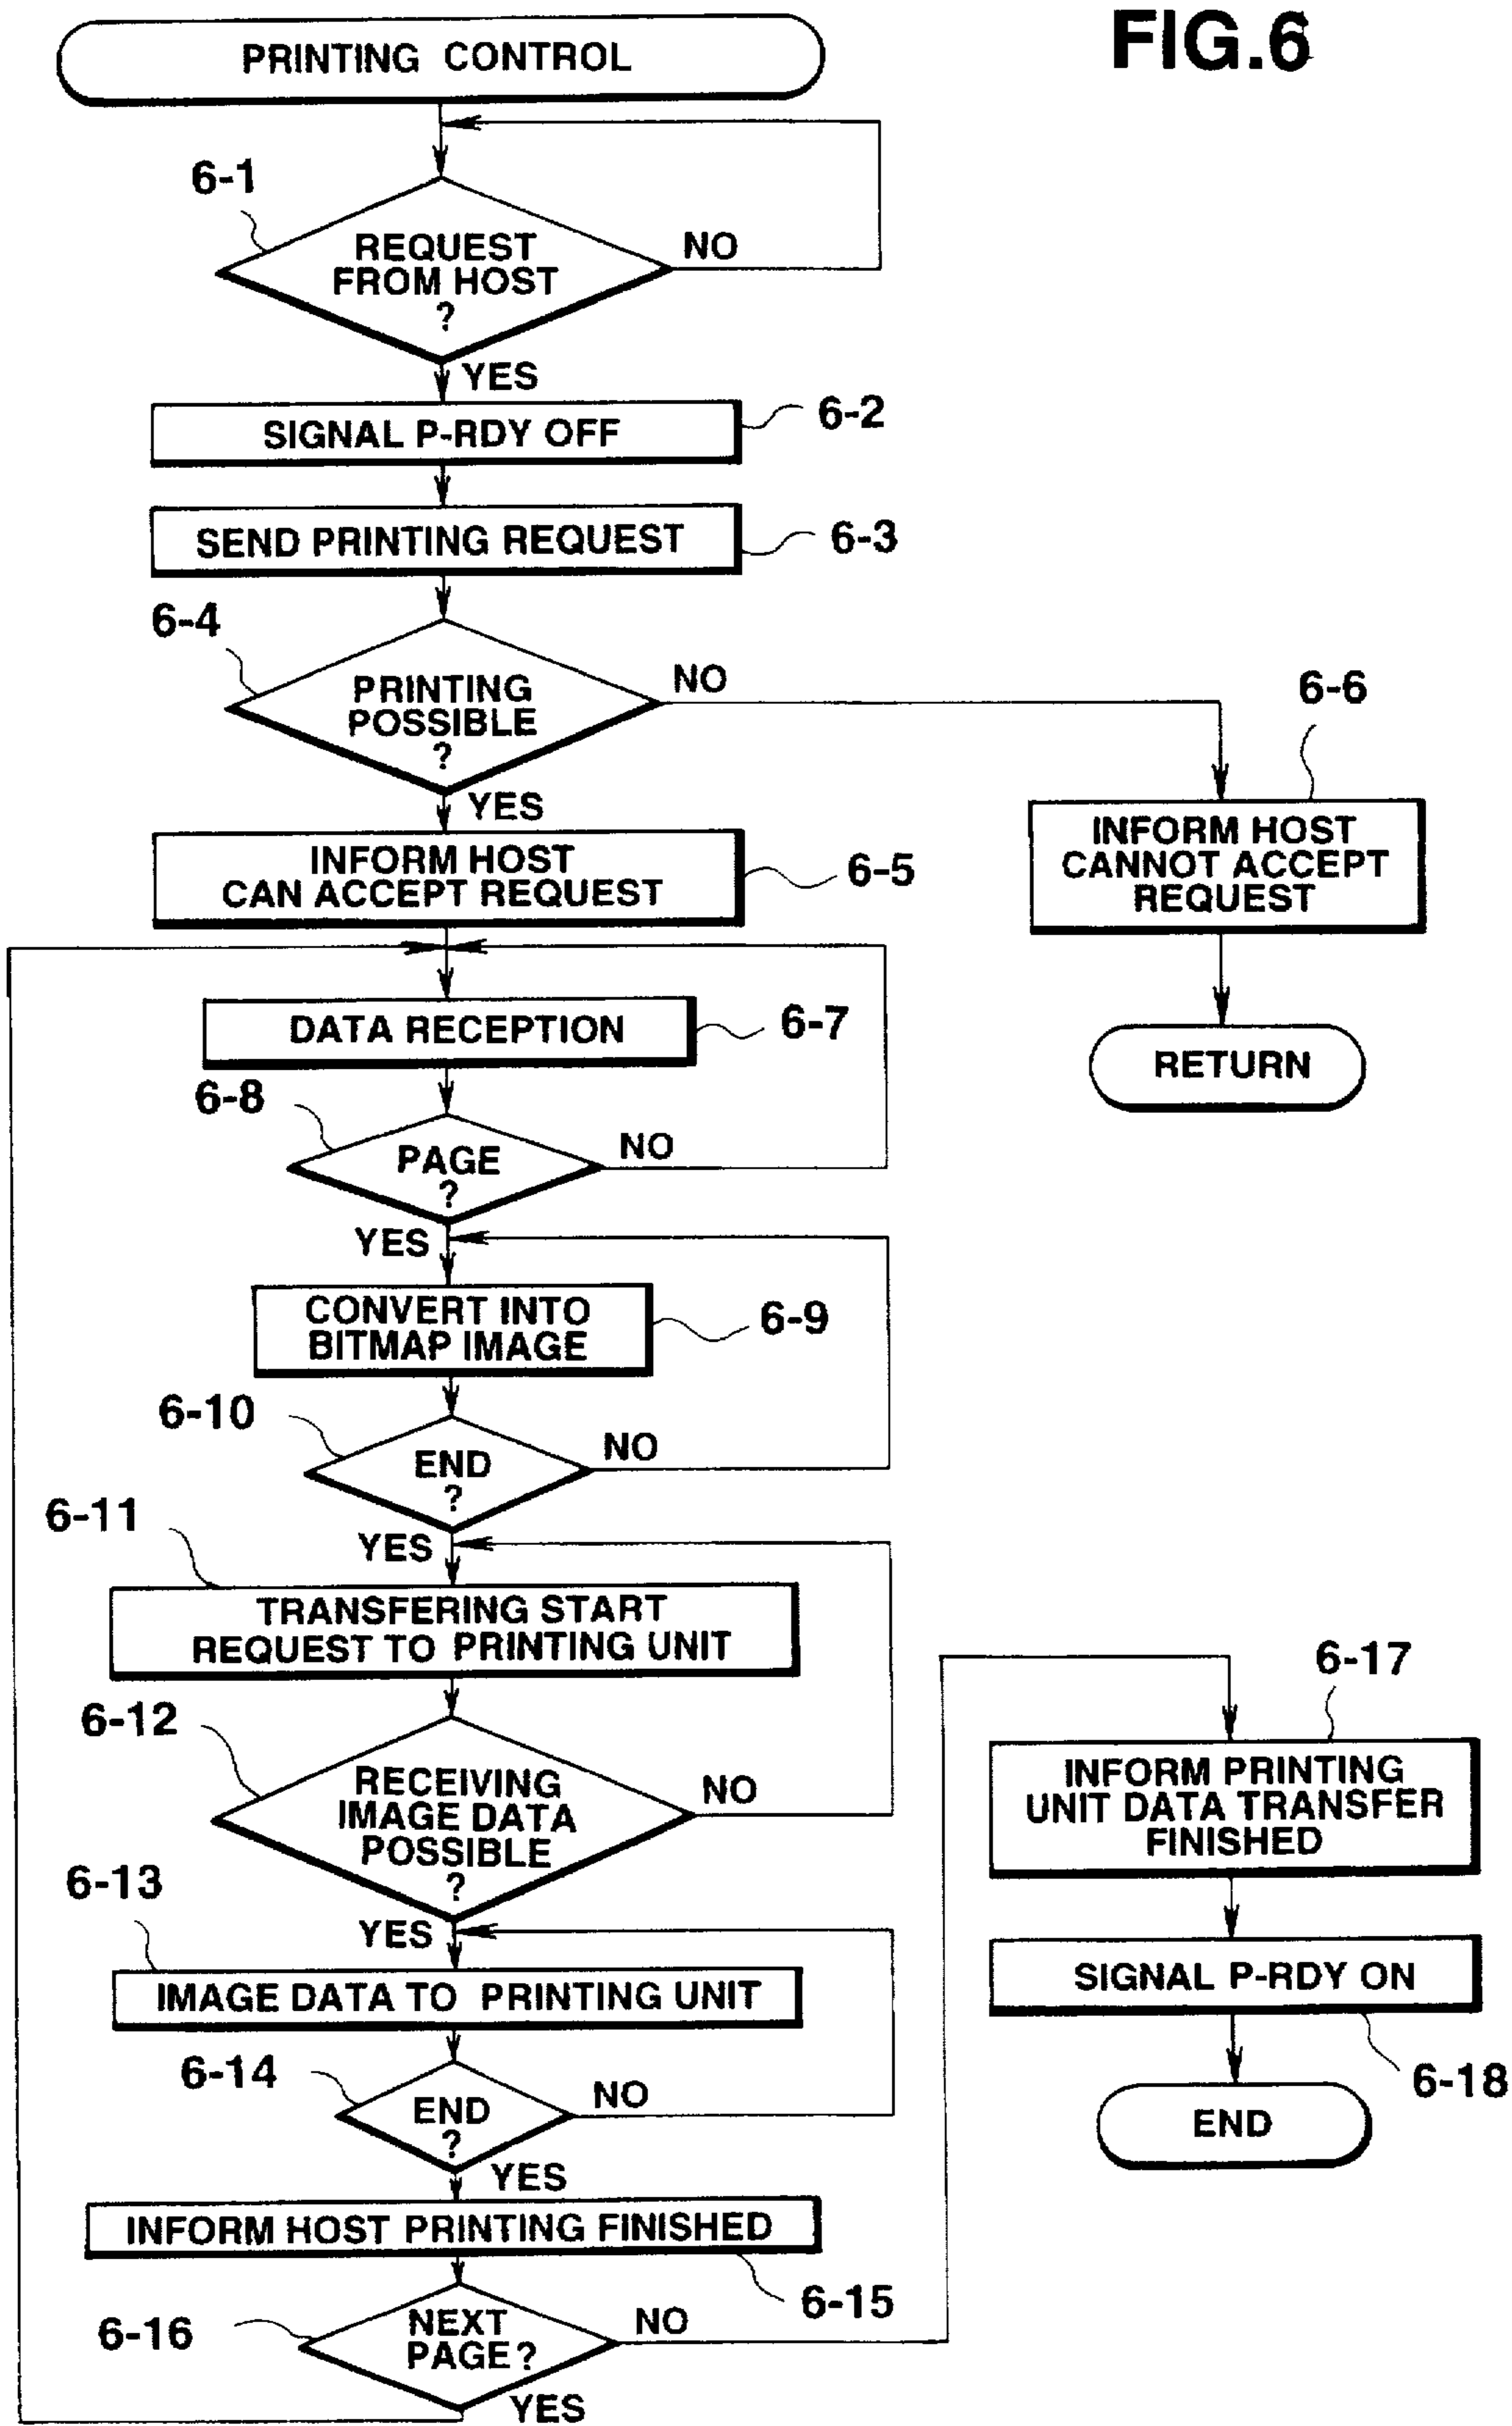 FIG.6
PRINTING CONTROL
6-1
REQUEST
FROM HOST
?
NO
YES
SIGNAL P-RDY OFF
6-2
SEND PRINTING REQUEST
6-3
6-4
PRINTING
POSSIBLE
?
NO
YES
6-6
INFORM HOST
CANNOT ACCEPT
REQUEST
INFORM HOST
CAN ACCEPT REQUEST
6-5
RETURN
DATA RECEPTION
6-7
6-8
PAGE
?
NO
YES
CONVERT INTO
BITMAP IMAGE
6-9
6-10
END
?
NO
YES
6-11
TRANSFERING START
REQUEST TO PRINTING UNIT
6-12
RECEIVING
IMAGE DATA
POSSIBLE
?
NO
YES
6-13
IMAGE DATA TO PRINTING UNIT
6-14
END
?
NO
YES
INFORM HOST PRINTING FINISHED
6-15
6-16
NEXT
PAGE?
NO
YES
6-17
INFORM PRINTING
UNIT DATA TRANSFER
FINISHED
SIGNAL P-RDY ON
6-18
END